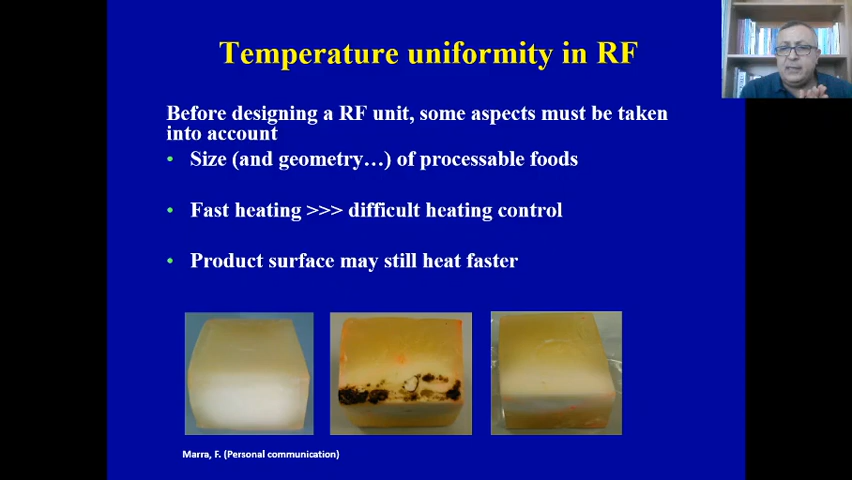 Temperature uniformity in RF
Before designing a RF unit, some aspects must be taken
into account
• Size (and geometry…) of processable foods
• Fast heating >>> difficult heating control
• Product surface may still heat faster
Marra, F. (Personal communication)